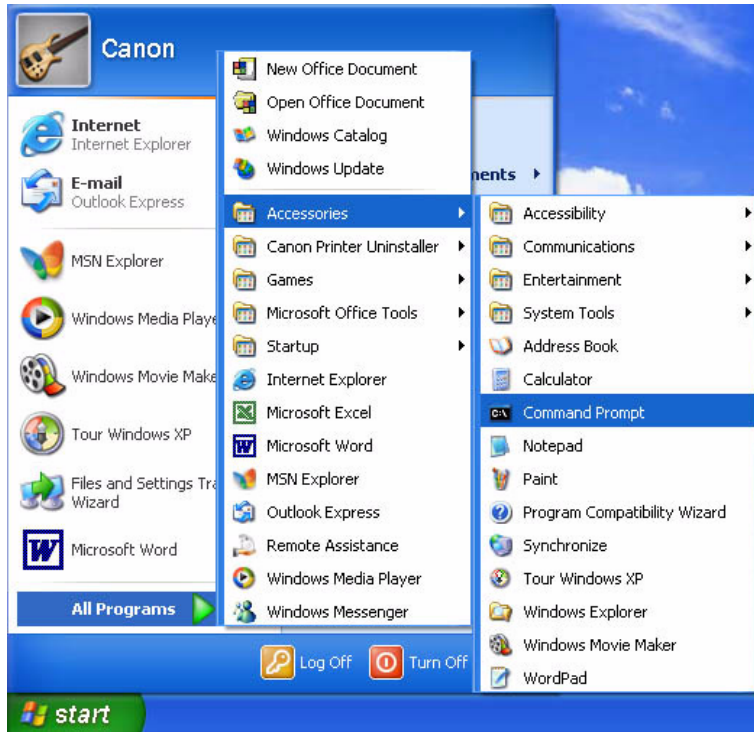 Canon
Internet
Internet Explorer
E-mail
Outlook Express
MSN Explorer
Windows Media Playe
Windows Movie Make
Tour Windows XP
Files and Settings Tra
Wizard
Microsoft Word
All Programs
New Office Document
Open Office Document
Windows Catalog
Windows Update
Accessories
Canon Printer Uninstaller
Games
Microsoft Office Tools
Startup
Internet Explorer
Microsoft Excel
Microsoft Word
MSN Explorer
Outlook Express
Remote Assistance
Windows Media Player
Windows Messenger
ments
Accessibility
Communications
Entertainment
System Tools
Address Book
Calculator
C:\
Command Prompt
Notepad
Paint
Program Compatibility Wizard
Synchronize
Tour Windows XP
Windows Explorer
Windows Movie Maker
WordPad
Log Off
Turn Off
start